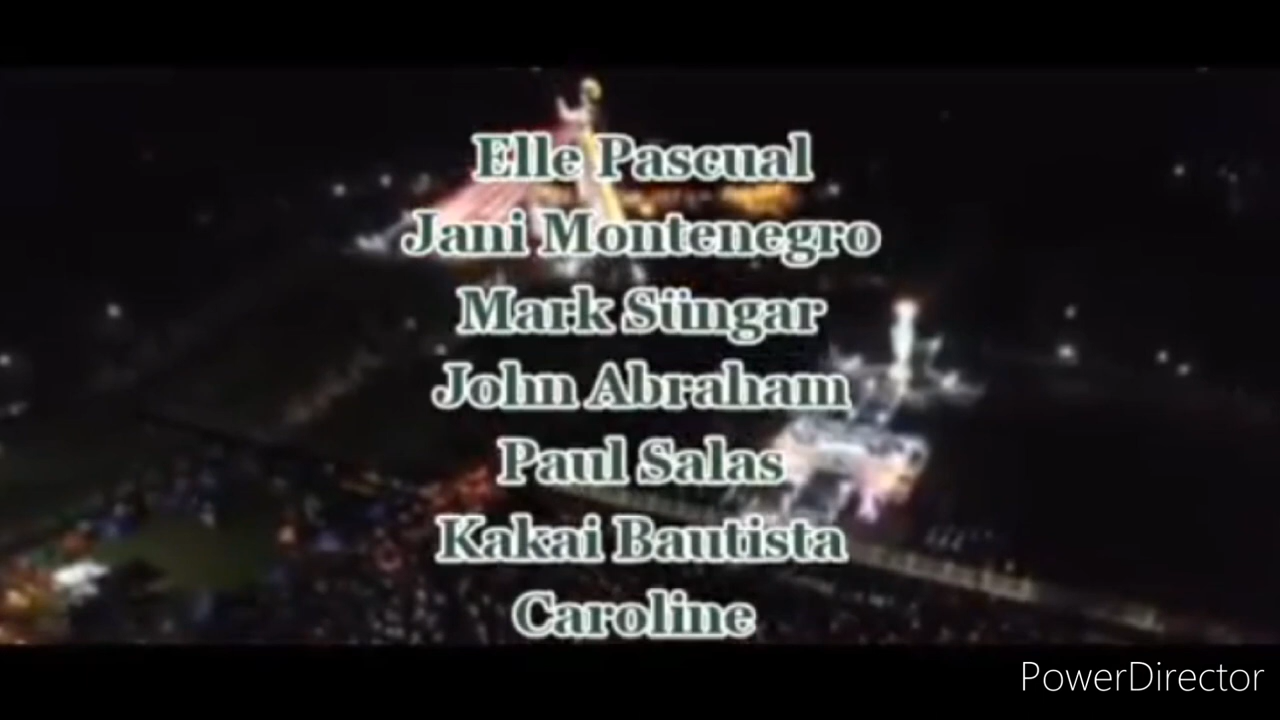 Elle Pascual
Jani Montenegro
Mark Süngar
John Abraham
Paul Salas
Kakai Bautista
Caroline
PowerDirector